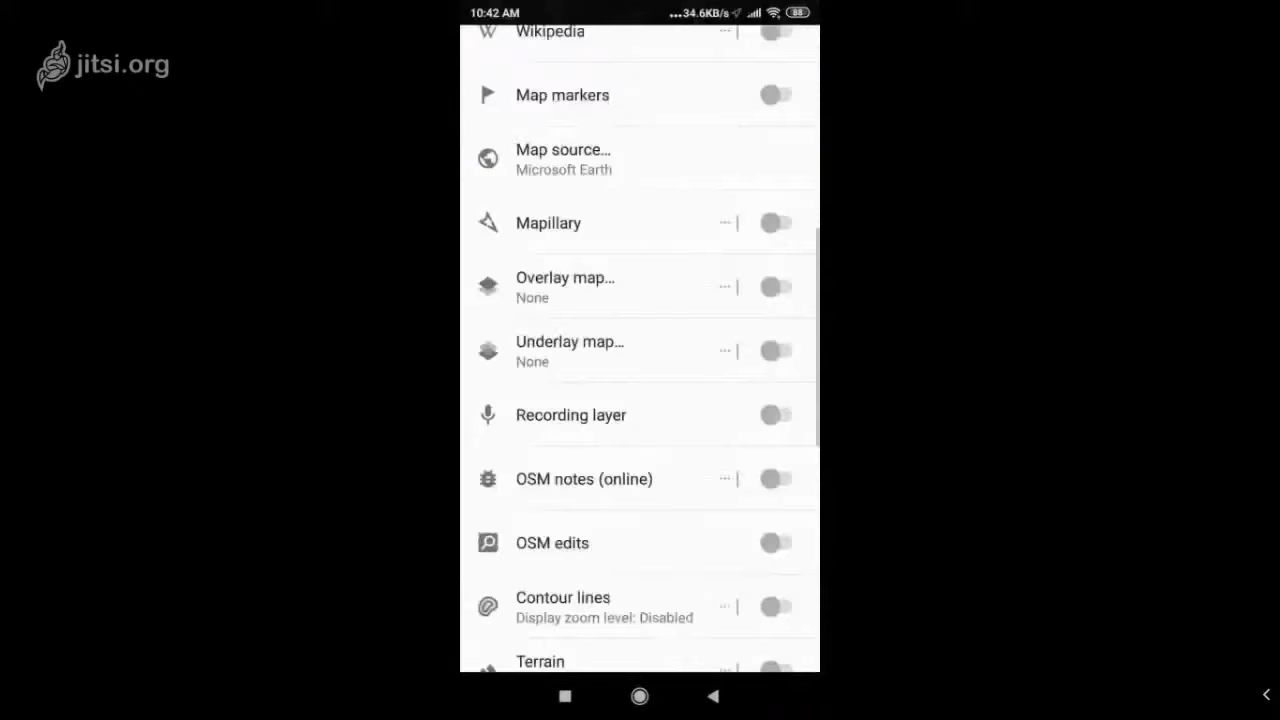 jitsi.org
10:42 AM
...34.6KB/s
88
Wikipedia
Map markers
Map source...
Microsoft Earth
Mapillary
Overlay map...
None
Underlay map...
None
Recording layer
OSM notes (online)
OSM edits
Contour lines
Display zoom level: Disabled
Terrain